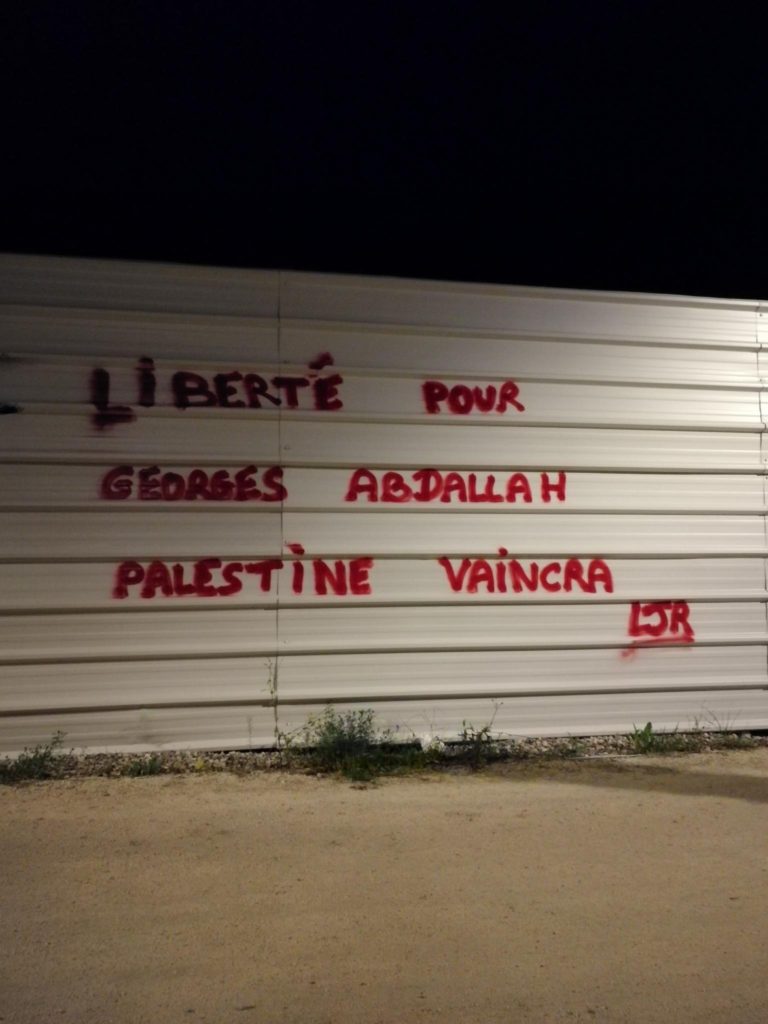 LIBERTÉ POUR
GEORGES ABDALLAH
PALESTINE VAINCRA
LJR